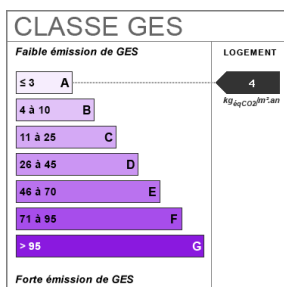 CLASSE GES
Faible émission de GES
LOGEMENT
≤ 3 A
4
kgéqCO2/m².an
4 à 10 B
11 à 25 C
26 à 45 D
46 à 70 E
71 à 95 F
> 95 G
Forte émission de GES